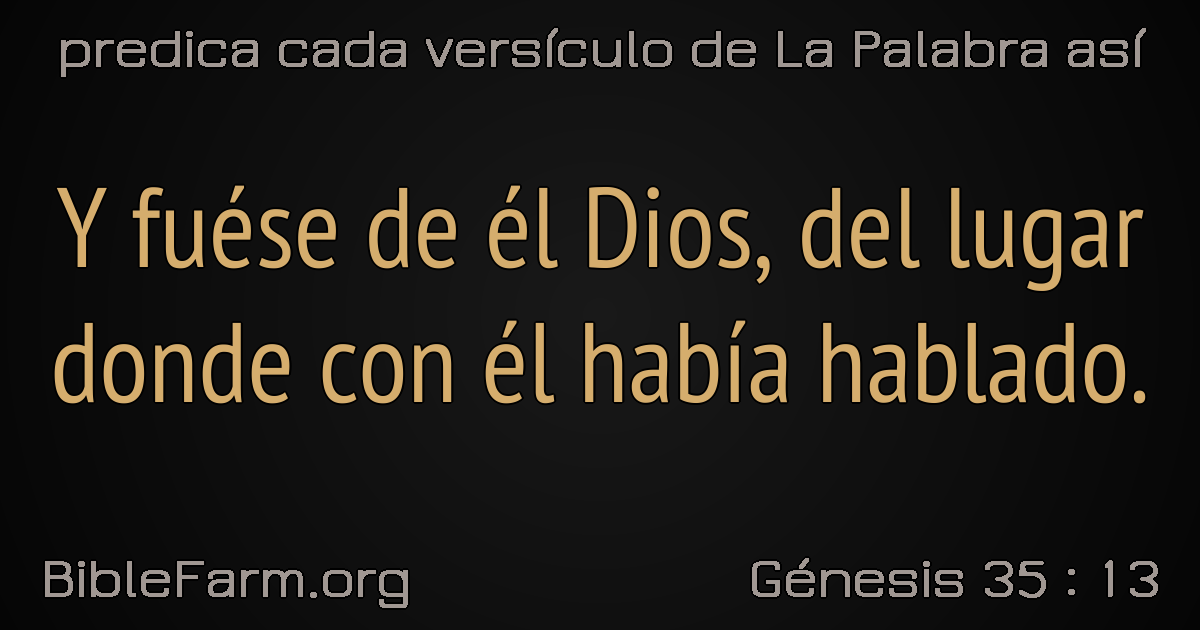 predica cada versículo de La Palabra así
Y fuése de él Dios, del lugar
donde con él había hablado.
BibleFarm.org
Génesis 35 : 13